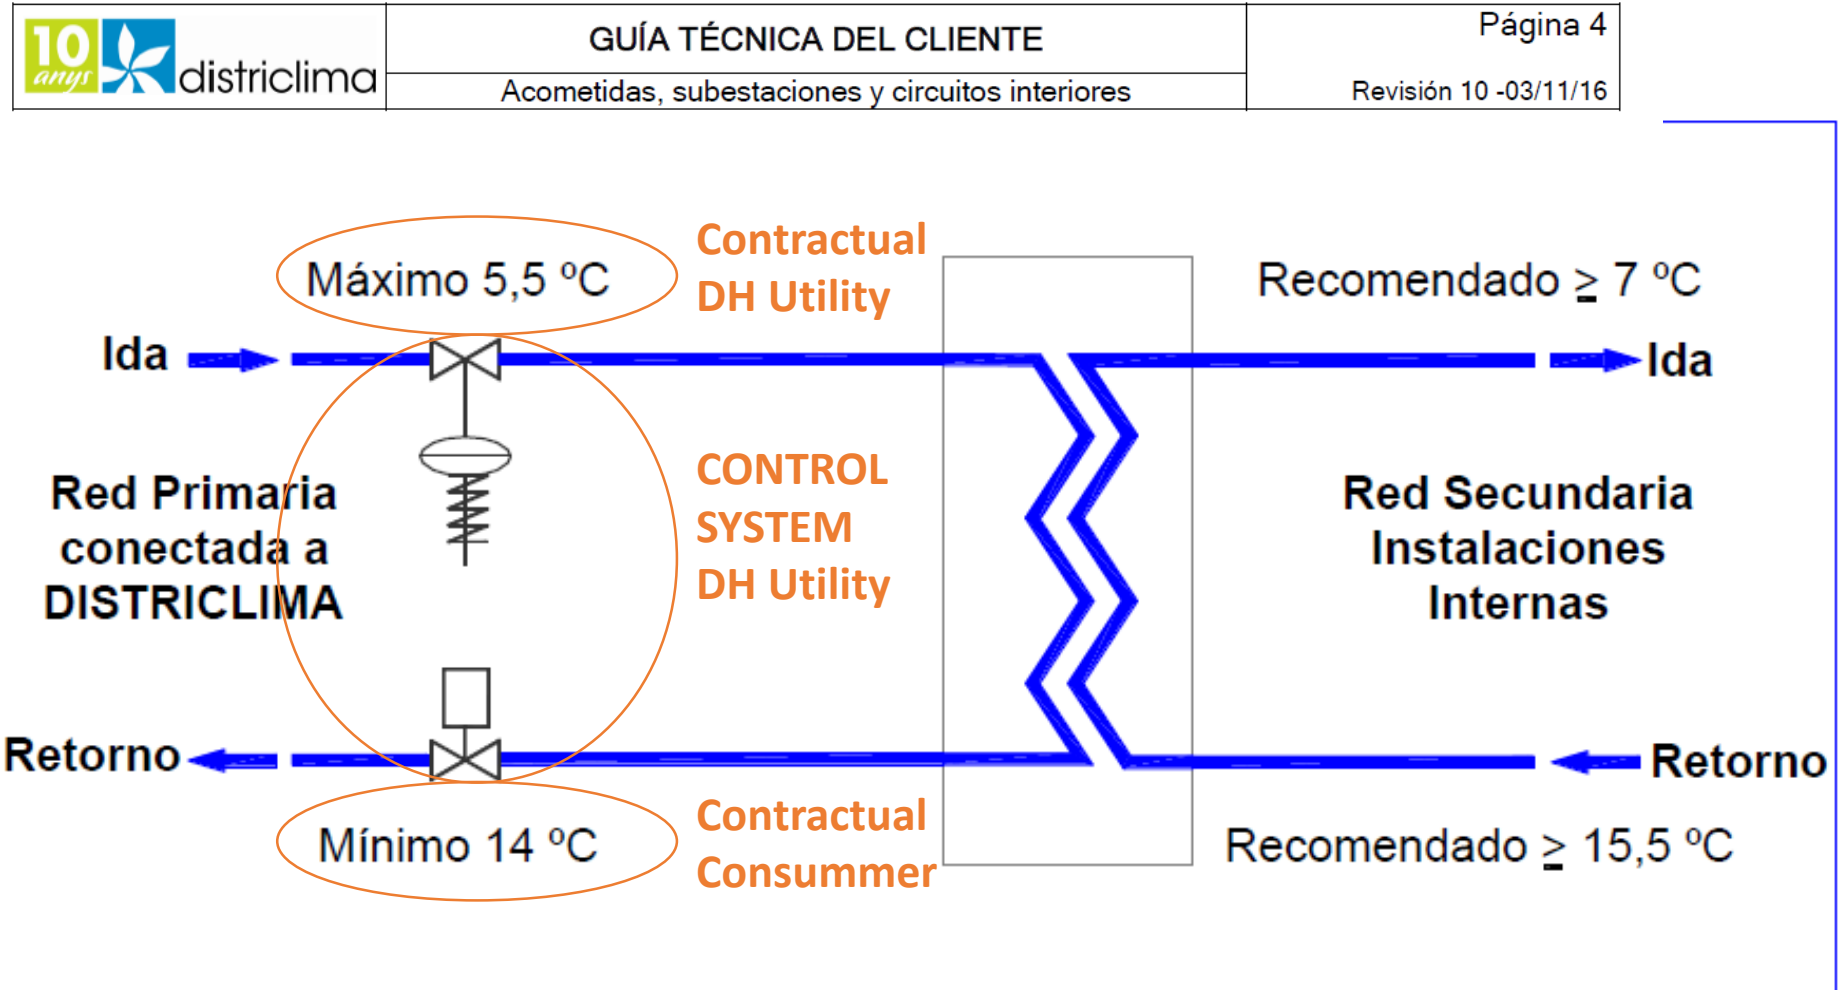 10
anys
districlima
GUÍA TÉCNICA DEL CLIENTE
Acometidas, subestaciones y circuitos interiores
Página 4
Revisión 10 -03/11/16
Máximo 5,5 ºC
Contractual
DH Utility
Recomendado ≥ 7 ºC
Ida
Ida
Red Primaria
conectada a
DISTRICLIMA
CONTROL
SYSTEM
DH Utility
Red Secundaria
Instalaciones
Internas
Retorno
Retorno
Mínimo 14 ºC
Contractual
Consummer
Recomendado ≥ 15,5 ºC